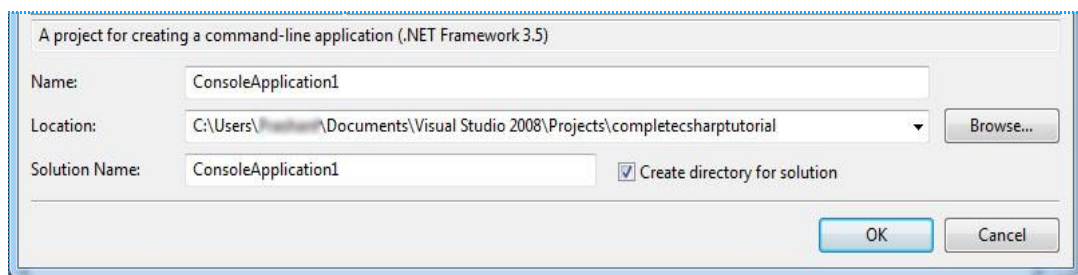 A project for creating a command-line application (.NET Framework 3.5)
Name: ConsoleApplication1
Location: C:\Users\ \Documents\Visual Studio 2008\Projects\completecsharptutorial Browse...
Solution Name: ConsoleApplication1 Create directory for solution
OK Cancel